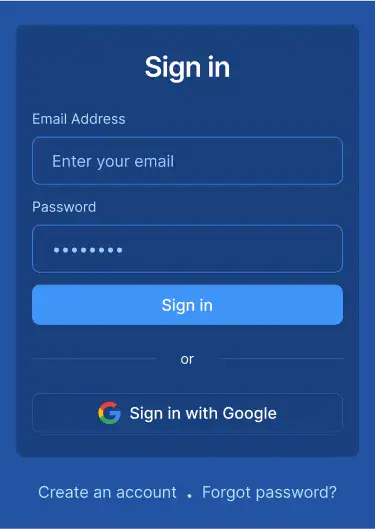 Sign in
Email Address
Enter your email
Password
••••••••
Sign in
or
Sign in with Google
Create an account • Forgot password?